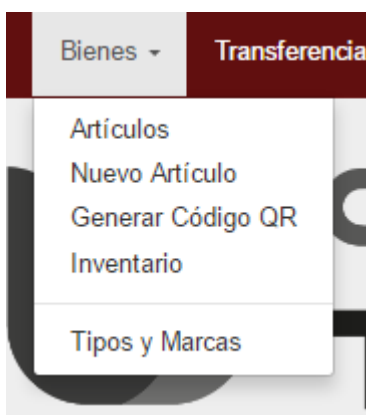 Bienes Transferencia
Artículos
Nuevo Artículo
Generar Código QR
Inventario
Tipos y Marcas